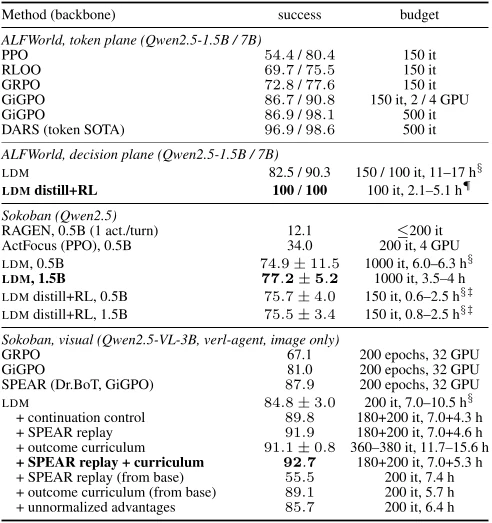 Method (backbone) success budget
ALFWorld, token plane (Qwen2.5-1.5B / 7B)
PPO 54.4 / 80.4 150 it
RLOO 69.7 / 75.5 150 it
GRPO 72.8 / 77.6 150 it
GiGPO 86.7 / 90.8 150 it, 2 / 4 GPU
GiGPO 86.9 / 98.1 500 it
DARS (token SOTA) 96.9 / 98.6 500 it
ALFWorld, decision plane (Qwen2.5-1.5B / 7B)
LDM 82.5 / 90.3 150 / 100 it, 11–17 h§
LDM distill+RL 100 / 100 100 it, 2.1–5.1 h¶
Sokoban (Qwen2.5)
RAGEN, 0.5B (1 act./turn) 12.1 ≤200 it
ActFocus (PPO), 0.5B 34.0 200 it, 4 GPU
LDM, 0.5B 74.9 ± 11.5 1000 it, 6.0–6.3 h§
LDM, 1.5B 77.2 ± 5.2 1000 it, 3.5–4 h
LDM distill+RL, 0.5B 75.7 ± 4.0 150 it, 0.6–2.5 h§‡
LDM distill+RL, 1.5B 75.5 ± 3.4 150 it, 0.8–2.5 h§‡
Sokoban, visual (Qwen2.5-VL-3B, verl-agent, image only)
GRPO 67.1 200 epochs, 32 GPU
GiGPO 81.0 200 epochs, 32 GPU
SPEAR (Dr.BoT, GiGPO) 87.9 200 epochs, 32 GPU
LDM 84.8 ± 3.0 200 it, 7.0–10.5 h§
+ continuation control 89.8 180+200 it, 7.0+4.3 h
+ SPEAR replay 91.9 180+200 it, 7.0+4.6 h
+ outcome curriculum 91.1 ± 0.8 360–380 it, 11.7–15.6 h
+ SPEAR replay + curriculum 92.7 180+200 it, 7.0+5.3 h
+ SPEAR replay (from base) 55.5 200 it, 7.4 h
+ outcome curriculum (from base) 89.1 200 it, 5.7 h
+ unnormalized advantages 85.7 200 it, 6.4 h